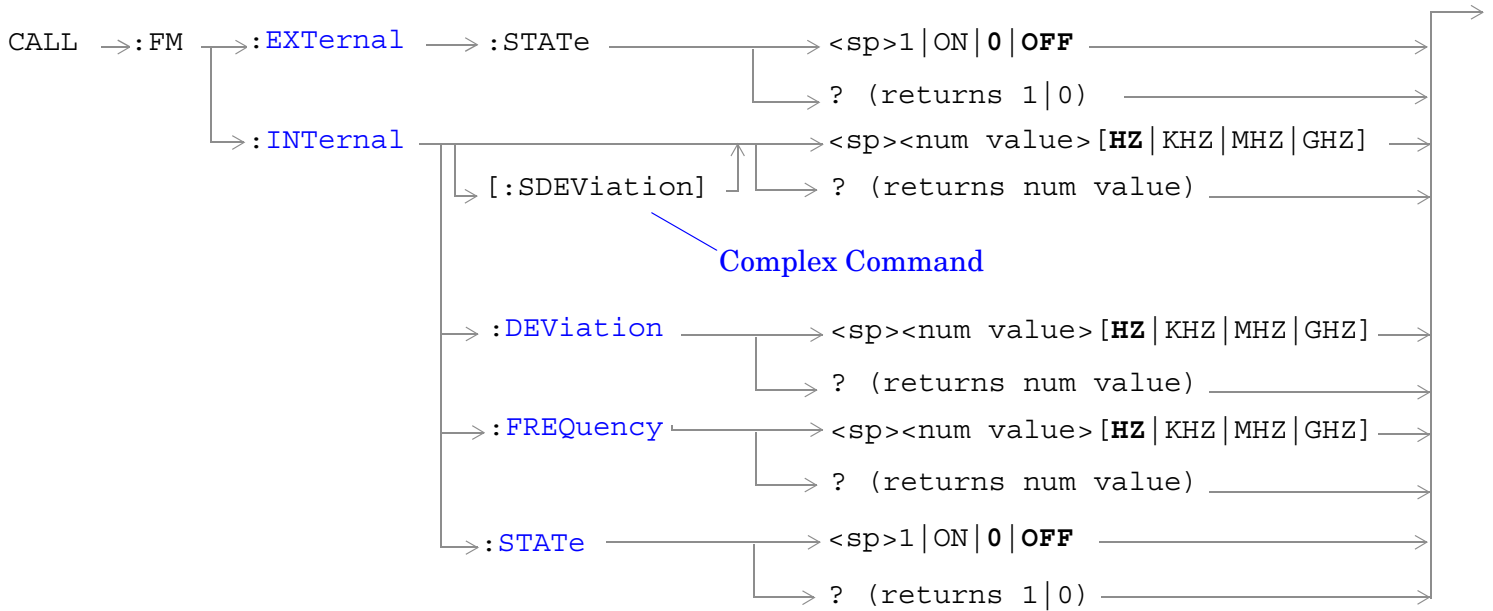 CALL :FM :EXTernal :STATe <sp>1|ON|0|OFF
? (returns 1|0)
:INTernal <sp><num value>[HZ|KHZ|MHZ|GHZ]
[:SDEViation] ? (returns num value)
Complex Command
:DEViation <sp><num value>[HZ|KHZ|MHZ|GHZ]
? (returns num value)
:FREQuency <sp><num value>[HZ|KHZ|MHZ|GHZ]
? (returns num value)
:STATe <sp>1|ON|0|OFF
? (returns 1|0)